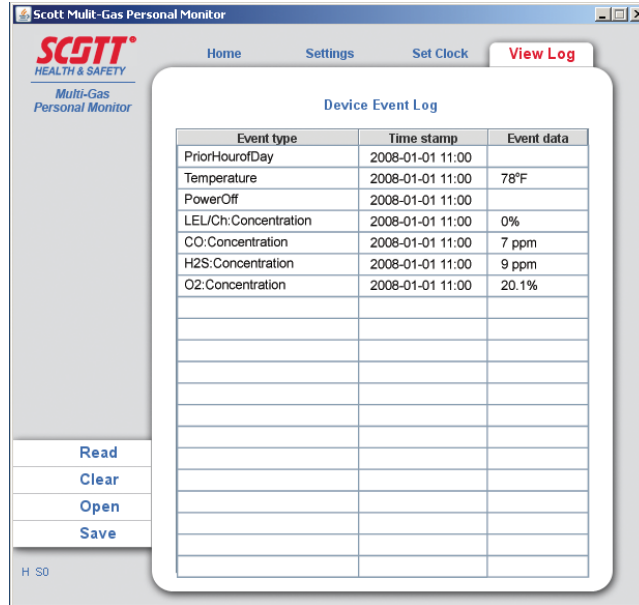 Scott Mulit-Gas Personal Monitor
SCOTT
HEALTH & SAFETY
Multi-Gas
Personal Monitor
Home Settings Set Clock View Log
Device Event Log
Event type Time stamp Event data
PriorHourofDay 2008-01-01 11:00
Temperature 2008-01-01 11:00 78°F
PowerOff 2008-01-01 11:00
LEL/Ch:Concentration 2008-01-01 11:00 0%
CO:Concentration 2008-01-01 11:00 7 ppm
H2S:Concentration 2008-01-01 11:00 9 ppm
O2:Concentration 2008-01-01 11:00 20.1%
Read
Clear
Open
Save
H S0